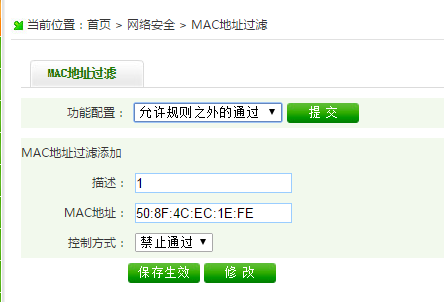 当前位置：首页 > 网络安全 > MAC地址过滤
MAC地址过滤
功能配置： 允许规则之外的通过 提 交
MAC地址过滤添加
描述： 1
MAC地址： 50:8F:4C:EC:1E:FE
控制方式： 禁止通过
保存生效 修 改